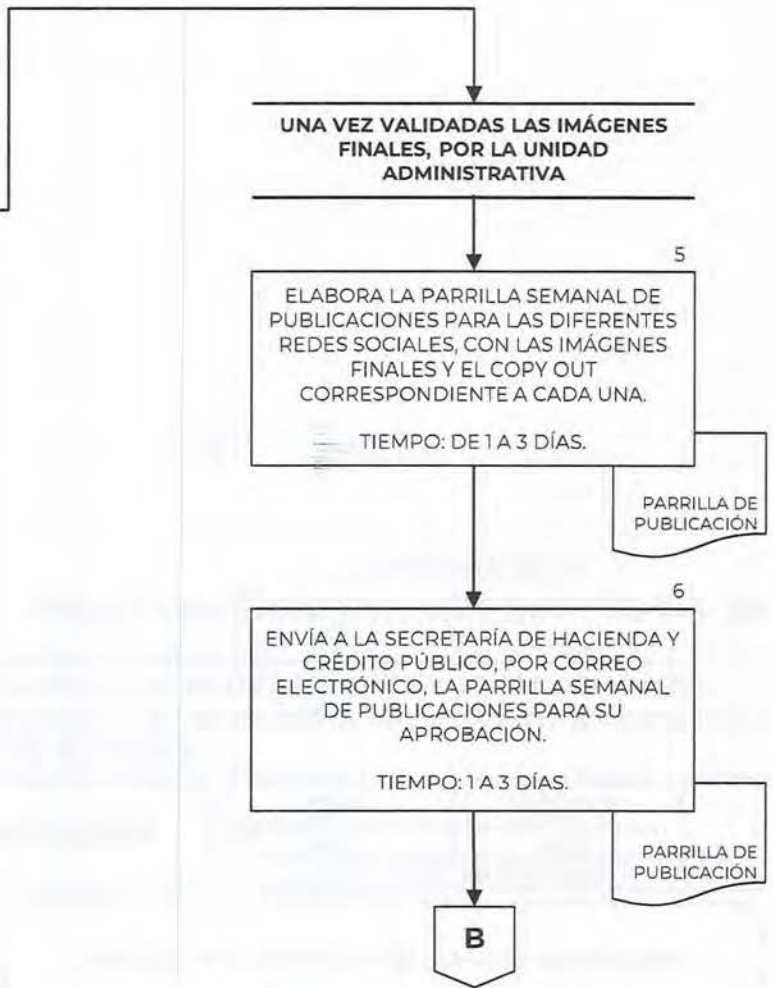 UNA VEZ VALIDADAS LAS IMÁGENES
FINALES, POR LA UNIDAD
ADMINISTRATIVA
5
ELABORA LA PARRILLA SEMANAL DE
PUBLICACIONES PARA LAS DIFERENTES
REDES SOCIALES, CON LAS IMÁGENES
FINALES Y EL COPY OUT
CORRESPONDIENTE A CADA UNA.
TIEMPO: DE 1 A 3 DÍAS.
PARRILLA DE
PUBLICACIÓN
6
ENVÍA A LA SECRETARÍA DE HACIENDA Y
CRÉDITO PÚBLICO, POR CORREO
ELECTRÓNICO, LA PARRILLA SEMANAL
DE PUBLICACIONES PARA SU
APROBACIÓN.
TIEMPO: 1 A 3 DÍAS.
PARRILLA DE
PUBLICACIÓN
B